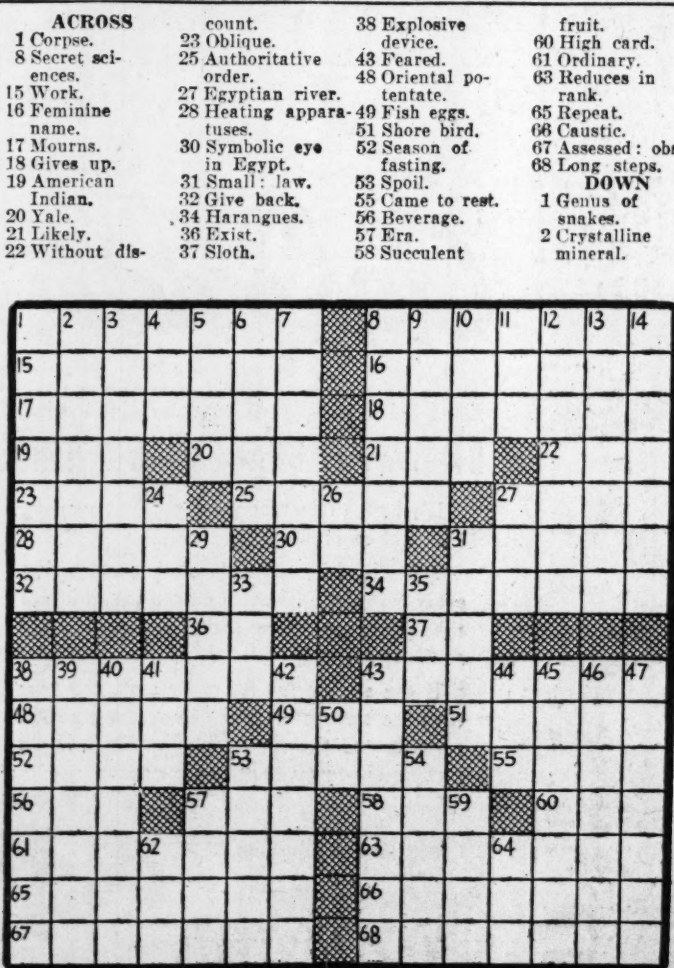 ACROSS
1 Corpse.
8 Secret sci-
ences.
15 Work.
16 Feminine
name.
17 Mourns.
18 Gives up.
19 American
Indian.
20 Yale.
21 Likely.
22 Without dis-
count.
23 Oblique.
25 Authoritative
order.
27 Egyptian river.
28 Heating appara-
tuses.
30 Symbolic eye
in Egypt.
31 Small: law.
32 Give back.
34 Harangues.
36 Exist.
37 Sloth.
38 Explosive
device.
43 Feared.
48 Oriental po-
tentate.
49 Fish eggs.
51 Shore bird.
52 Season of
fasting.
53 Spoil.
55 Came to rest.
56 Beverage.
57 Era.
58 Succulent
fruit.
60 High card.
61 Ordinary.
63 Reduces in
rank.
65 Repeat.
66 Caustic.
67 Assessed: obs
68 Long steps.
DOWN
1 Genus of
snakes.
2 Crystalline
mineral.
1 2 3 4 5 6 7 8 9 10 11 12 13 14
15 16
17 18
19 20 21 22
23 24 25 26 27
28 29 30 31
32 33 34 35
36 37
38 39 40 41 42 43 44 45 46 47
48 49 50 51
52 53 54 55
56 57 58 59 60
61 62 63 64
65 66
67 68